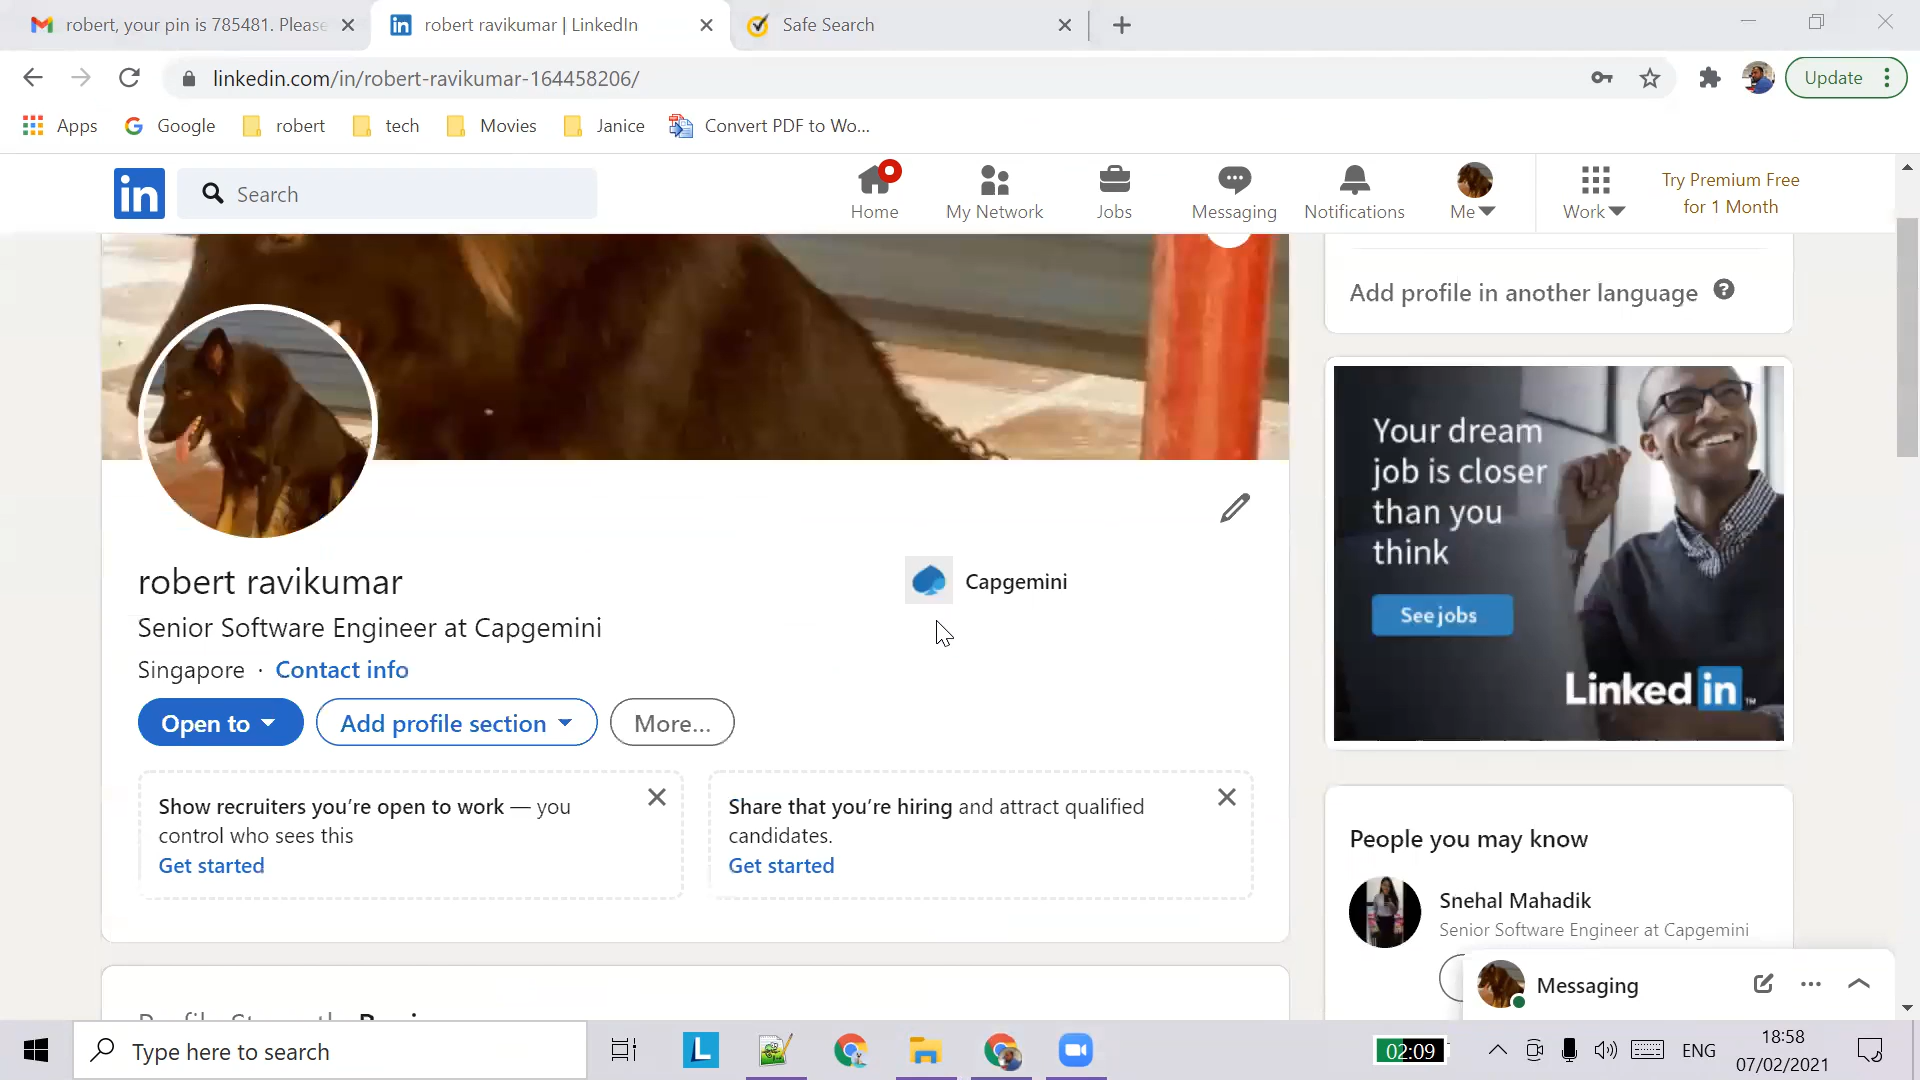 robert, your pin is 785481. Please
robert ravikumar | LinkedIn
Safe Search
linkedin.com/in/robert-ravikumar-164458206/
Update
Apps
Google
robert
tech
Movies
Janice
Convert PDF to Wo...
in
Search
Home
My Network
Jobs
Messaging
Notifications
Me
Work
Try Premium Free
for 1 Month
Add profile in another language
?
Your dream
job is closer
than you
think
See jobs
Linked in
robert ravikumar
Capgemini
Senior Software Engineer at Capgemini
Singapore · Contact info
Open to
Add profile section
More...
Show recruiters you’re open to work — you
control who sees this
Get started
Share that you’re hiring and attract qualified
candidates.
Get started
People you may know
Snehal Mahadik
Senior Software Engineer at Capgemini
Messaging
Type here to search
L
02:09
ENG
18:58
07/02/2021